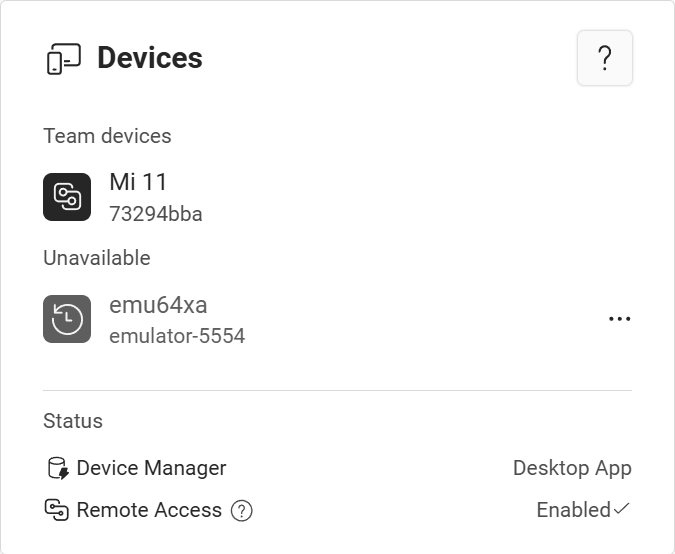 Devices
?
Team devices
Mi 11
73294bba
Unavailable
emu64xa
emulator-5554
...
Status
Device Manager Desktop App
Remote Access ? Enabled✓